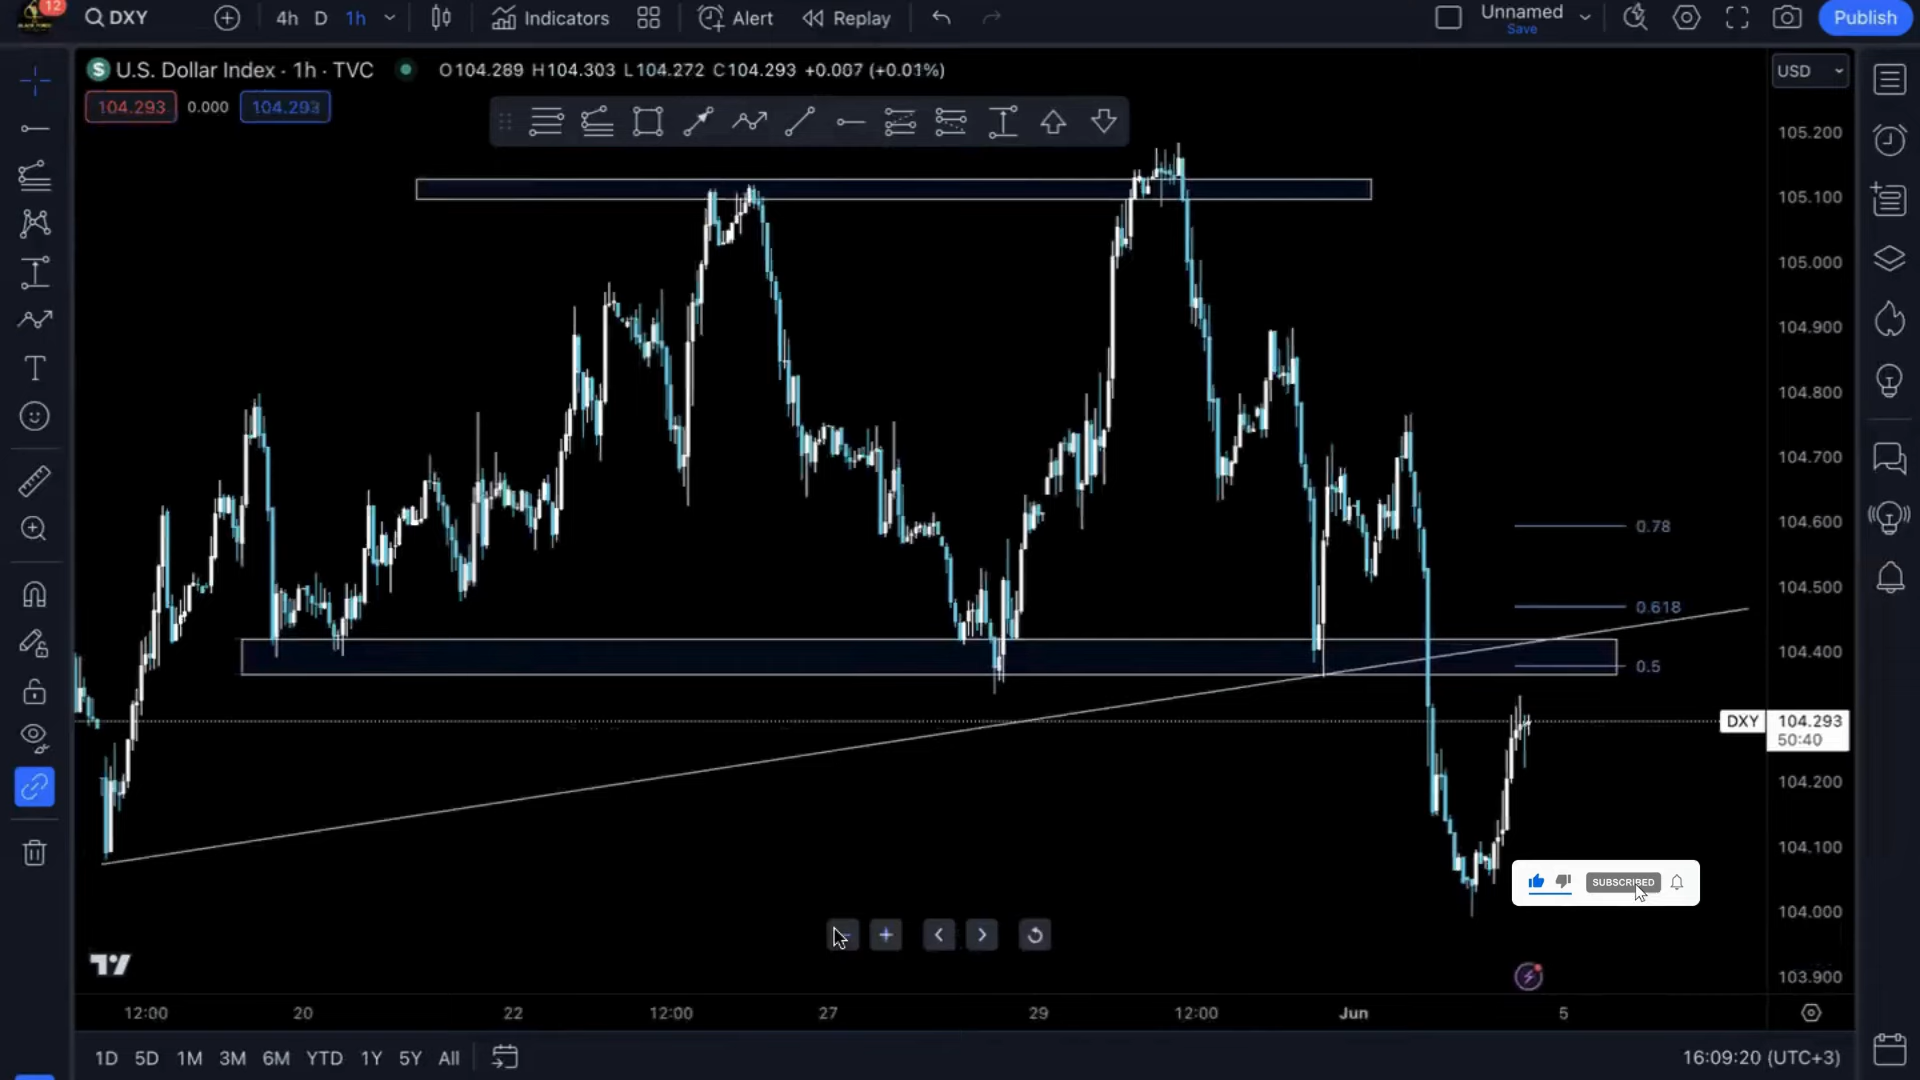 12
DXY
4h D 1h
Indicators
Alert
Replay
Unnamed
Save
Publish
S U.S. Dollar Index · 1h · TVC
O104.289 H104.303 L104.272 C104.293 +0.007 (+0.01%)
USD
104.293 0.000 104.293
105.200
105.100
105.000
104.900
104.800
104.700
104.600
0.78
104.500
0.618
104.400
0.5
DXY 104.293
50:40
104.200
104.100
SUBSCRIBED
104.000
103.900
12:00 20 22 12:00 27 29 12:00 Jun 5
1D 5D 1M 3M 6M YTD 1Y 5Y All
16:09:20 (UTC+3)